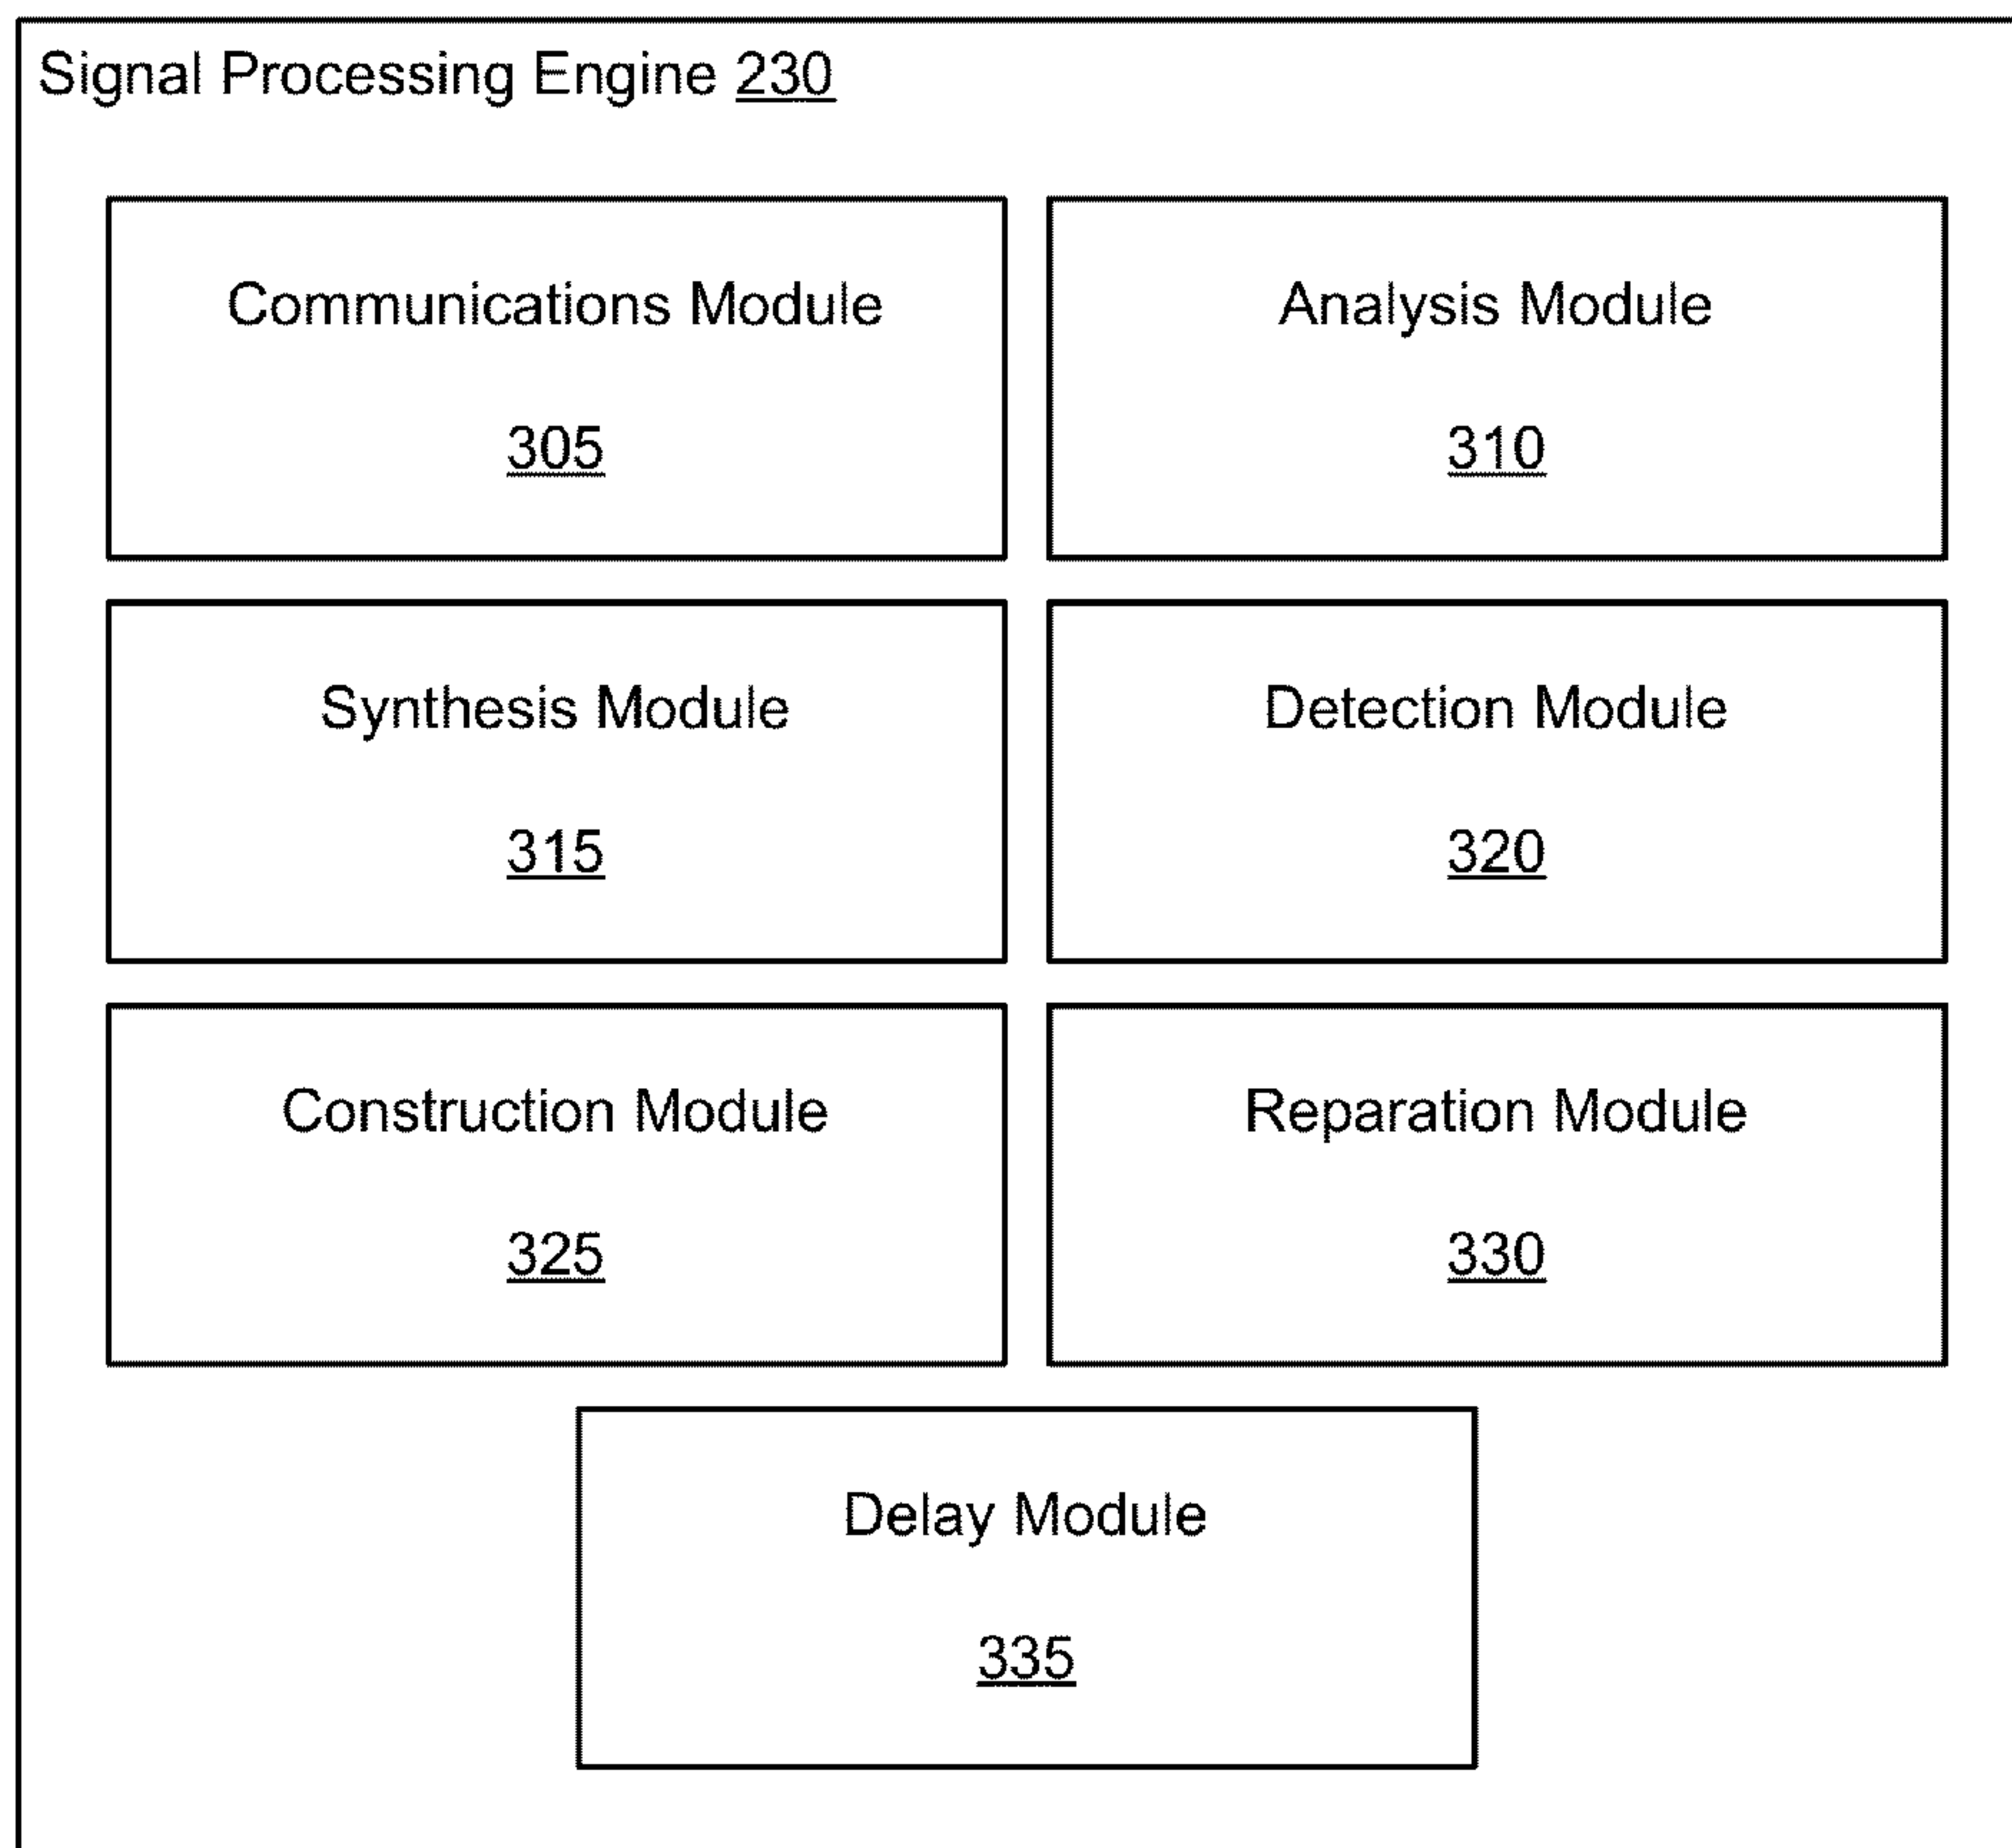 Signal Processing Engine 230
Communications Module
305
Analysis Module
310
Synthesis Module
315
Detection Module
320
Construction Module
325
Reparation Module
330
Delay Module
335